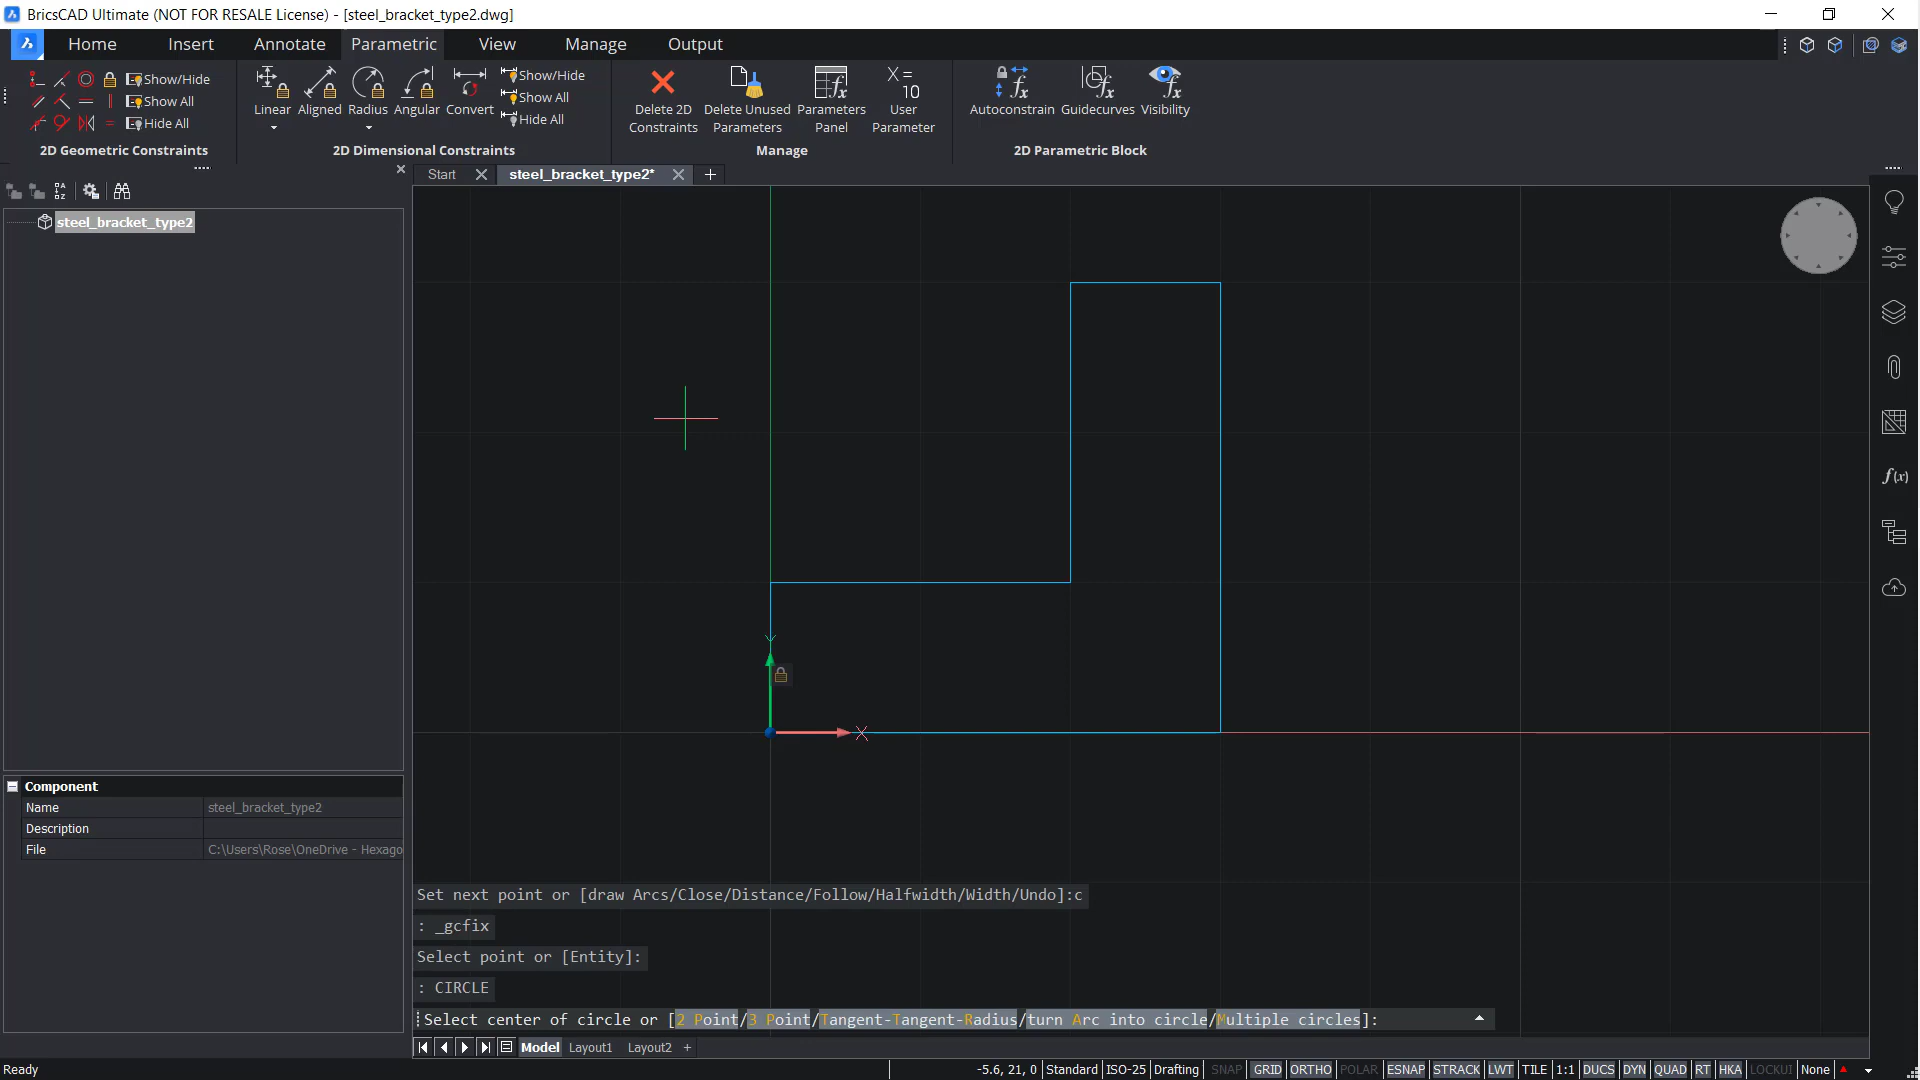 BricsCAD Ultimate (NOT FOR RESALE License) - [steel_bracket_type2.dwg]
Home Insert Annotate Parametric View Manage Output
Show/Hide
Show All
Hide All
2D Geometric Constraints
Linear Aligned Radius Angular Convert
Show/Hide
Show All
Hide All
2D Dimensional Constraints
Delete 2D Constraints
Delete Unused Parameters
Parameters Panel
X = 10
User Parameter
Manage
Autoconstrain Guidecurves Visibility
2D Parametric Block
Start steel_bracket_type2*
steel_bracket_type2
Y
X
f(x)
Component
Name steel_bracket_type2
Description
File C:\Users\Rose\OneDrive - Hexago
Set next point or [draw Arcs/Close/Distance/Follow/Halfwidth/Width/Undo]:c
: _gcfix
Select point or [Entity]:
: CIRCLE
Select center of circle or [2 Point/3 Point/Tangent-Tangent-Radius/turn Arc into circle/Multiple circles]:
Model Layout1 Layout2 +
Ready
-5.6, 21, 0 Standard ISO-25 Drafting SNAP GRID ORTHO POLAR ESNAP STRACK LWT TILE 1:1 DUCS DYN QUAD RT HKA LOCKUI None